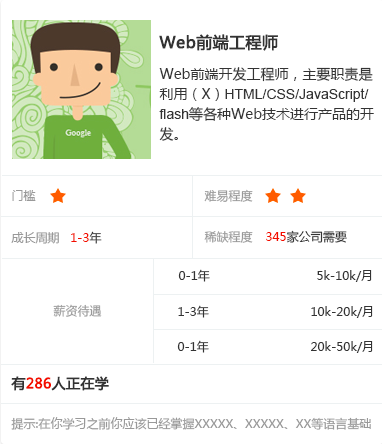 Web前端工程师
Web前端开发工程师，主要职责是
利用（X）HTML/CSS/JavaScript/
flash等各种Web技术进行产品的开
发。
Google
门槛
难易程度
成长周期 1-3年
稀缺程度 345家公司需要
薪资待遇
0-1年 5k-10k/月
1-3年 10k-20k/月
0-1年 20k-50k/月
有286人正在学
提示:在你学习之前你应该已经掌握XXXXX、XXXXX、XX等语言基础